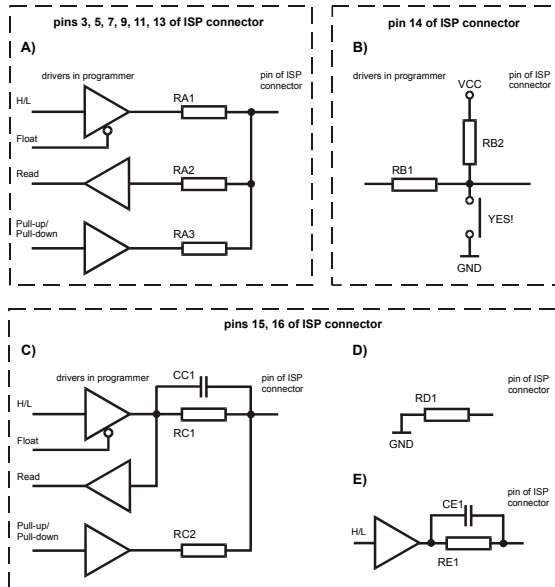 pins 3, 5, 7, 9, 11, 13 of ISP connector
A)
drivers in programmer
pin of ISP
connector
H/L
RA1
Float
Read
RA2
Pull-up/
Pull-down
RA3
pin 14 of ISP connector
B)
drivers in programmer
pin of ISP
connector
VCC
RB2
RB1
YES!
GND
pins 15, 16 of ISP connector
C)
drivers in programmer
CC1
pin of ISP
connector
H/L
RC1
Float
Read
Pull-up/
Pull-down
RC2
D)
pin of ISP
connector
RD1
GND
E)
pin of ISP
connector
CE1
H/L
RE1